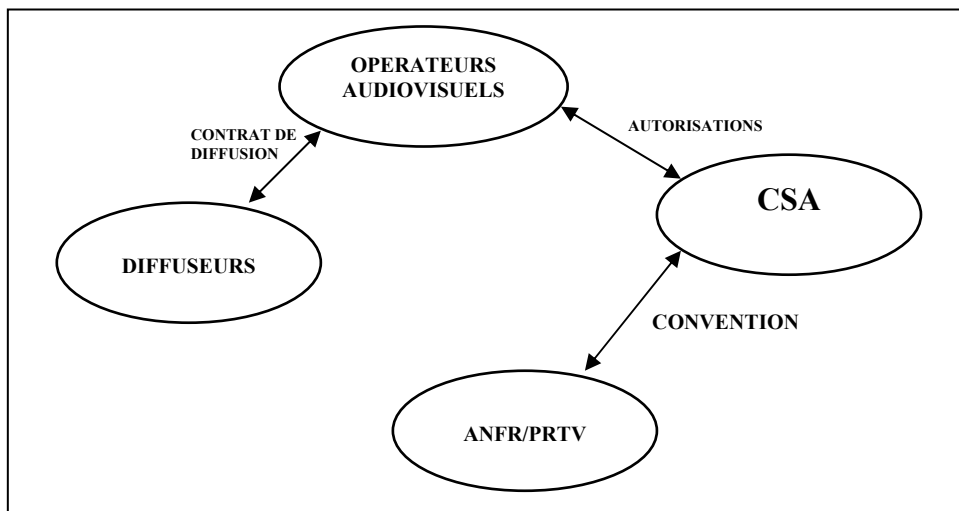 OPERATEURS
AUDIOVISUELS
CONTRAT DE
DIFFUSION
AUTORISATIONS
CSA
DIFFUSEURS
CONVENTION
ANFR/PRTV